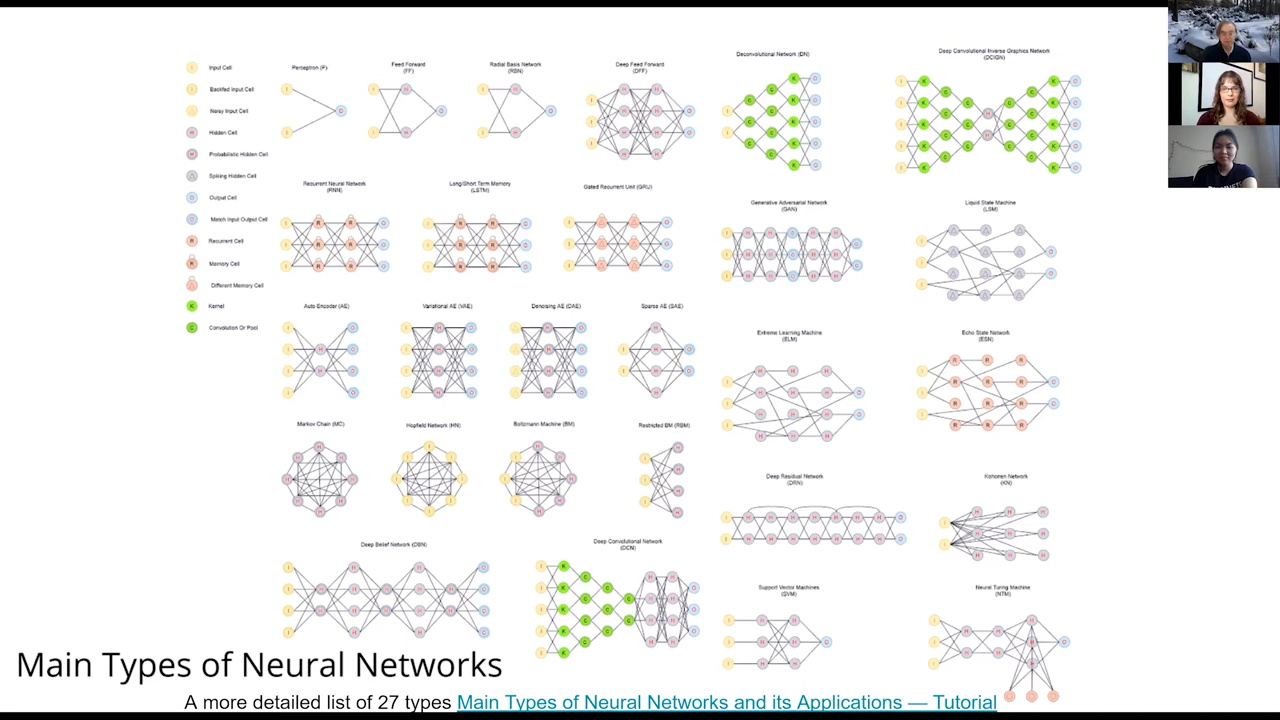 Input Cell
Backfed Input Cell
Noisy Input Cell
Hidden Cell
Probabilistic Hidden Cell
Spiking Hidden Cell
Output Cell
Match Input Output Cell
Recurrent Cell
Memory Cell
Different Memory Cell
Kernel
Convolution Or Pool
Perceptron (P)
Feed Forward
(FF)
Radial Basis Network
(RBN)
Deep Feed Forward
(DFF)
Deconvolutional Network (DN)
Deep Convolutional Inverse Graphics Network
(DCIGN)
Recurrent Neural Network
(RNN)
Long/Short Term Memory
(LSTM)
Gated Recurrent Unit (GRU)
Generative Adversarial Network
(GAN)
Liquid State Machine
(LSM)
Auto-Encoder (AE)
Variational AE (VAE)
Denoising AE (DAE)
Sparse AE (SAE)
Extreme Learning Machine
(ELM)
Echo State Network
(ESN)
Markov Chain (MC)
Hopfield Network (HN)
Boltzmann Machine (BM)
Restricted BM (RBM)
Deep Residual Network
(DRN)
Kohonen Network
(KN)
Deep Belief Network (DBN)
Deep Convolutional Network
(DCN)
Support Vector Machines
(SVM)
Neural Turing Machine
(NTM)
Main Types of Neural Networks
A more detailed list of 27 types Main Types of Neural Networks and its Applications — Tutorial